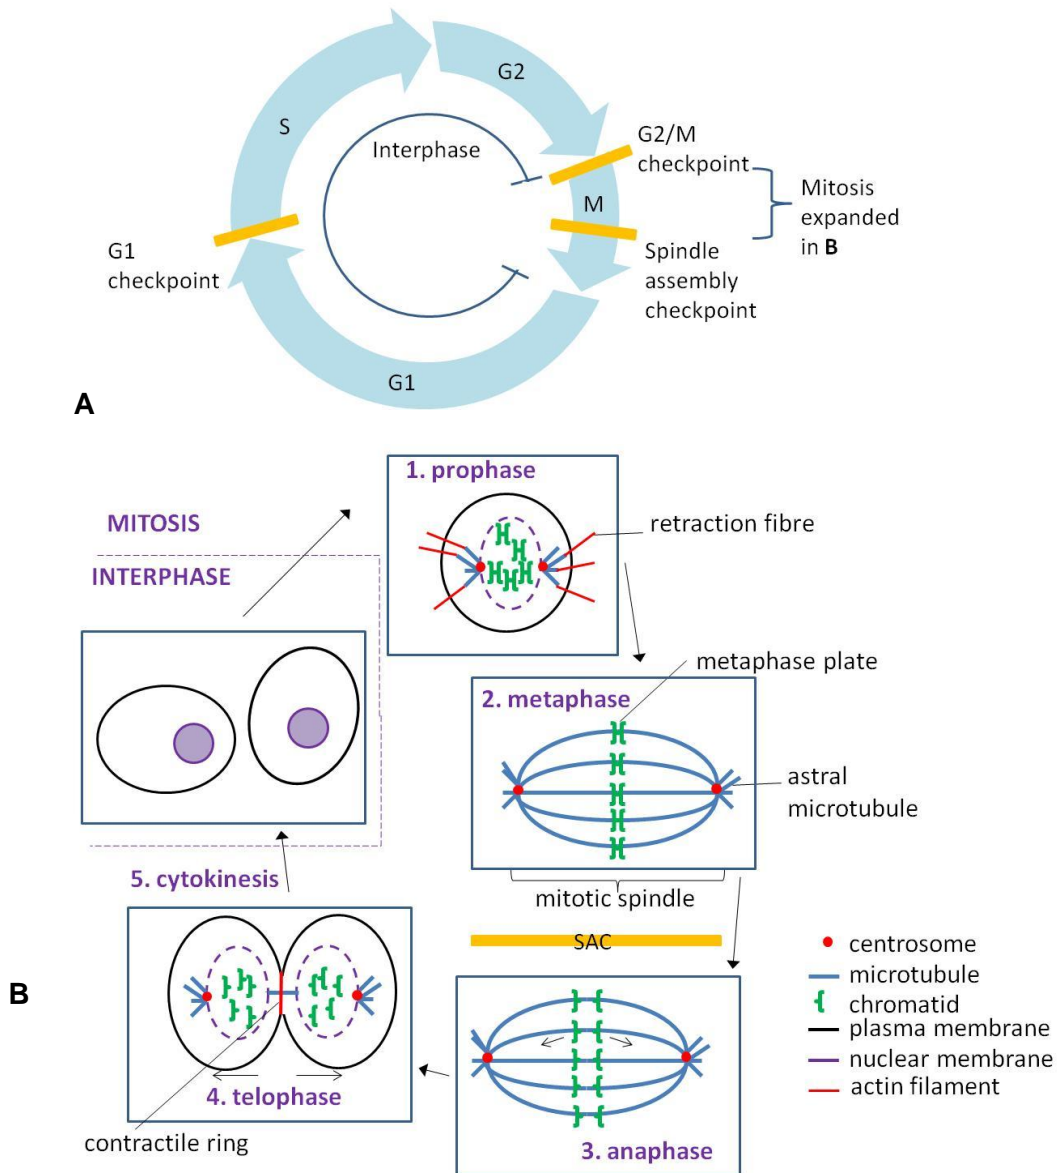 G2
S
G2/M
checkpoint
Interphase
M
Mitosis
expanded
in B
G1
checkpoint
Spindle
assembly
checkpoint
G1
A
1. prophase
MITOSIS
retraction fibre
INTERPHASE
metaphase plate
2. metaphase
astral
microtubule
5. cytokinesis
mitotic spindle
SAC
centrosome
microtubule
B
chromatid
plasma membrane
nuclear membrane
actin filament
4. telophase
contractile ring
3. anaphase